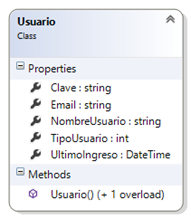 Usuario
Class
Properties
Clave : string
Email : string
NombreUsuario : string
TipoUsuario : int
UltimoIngreso : DateTime
Methods
Usuario() (+ 1 overload)